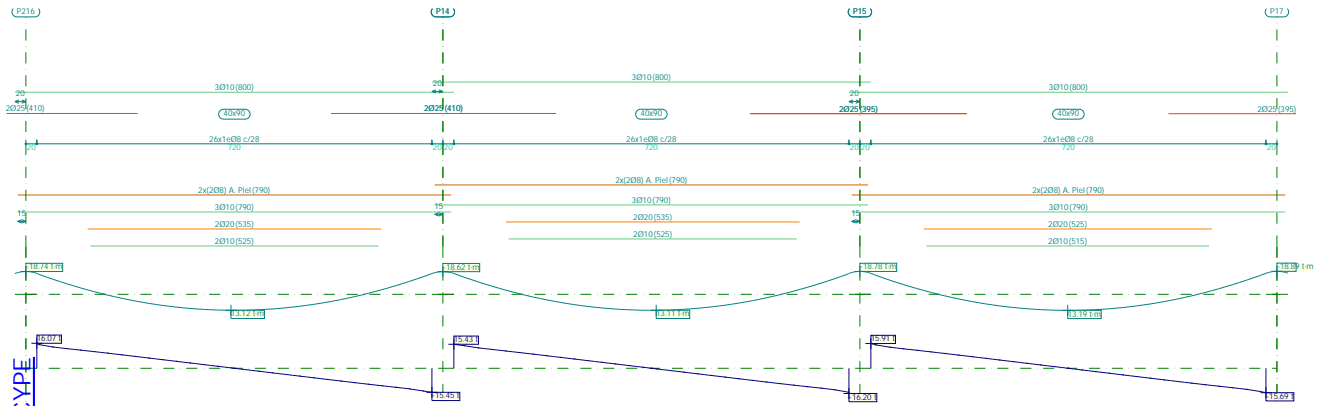 P216 P14 P15 P17
3Ø10(800)
20 3Ø10(800) 3Ø10(800)
20 20
2Ø25(410) 40x90 2Ø25(410) 40x90 2Ø25(395) 40x90 2Ø25(395)
26x1eØ8 c/28 26x1eØ8 c/28 26x1eØ8 c/28
20 720 20 20 720 20 20 720 20
2x(2Ø8) A. Piel (790)
2x(2Ø8) A. Piel (790) 2x(2Ø8) A. Piel (790)
3Ø10(790)
15 3Ø10(790) 15 15 3Ø10(790)
2Ø20(535)
2Ø20(535) 2Ø20(525)
2Ø10(525)
2Ø10(525) 2Ø10(515)
-18.74 t·m -18.62 t·m -18.78 t·m -18.89 t·m
13.12 t·m 13.11 t·m 13.19 t·m
16.07 t 15.43 t 15.91 t
-15.45 t -16.20 t -15.69 t
CYPE